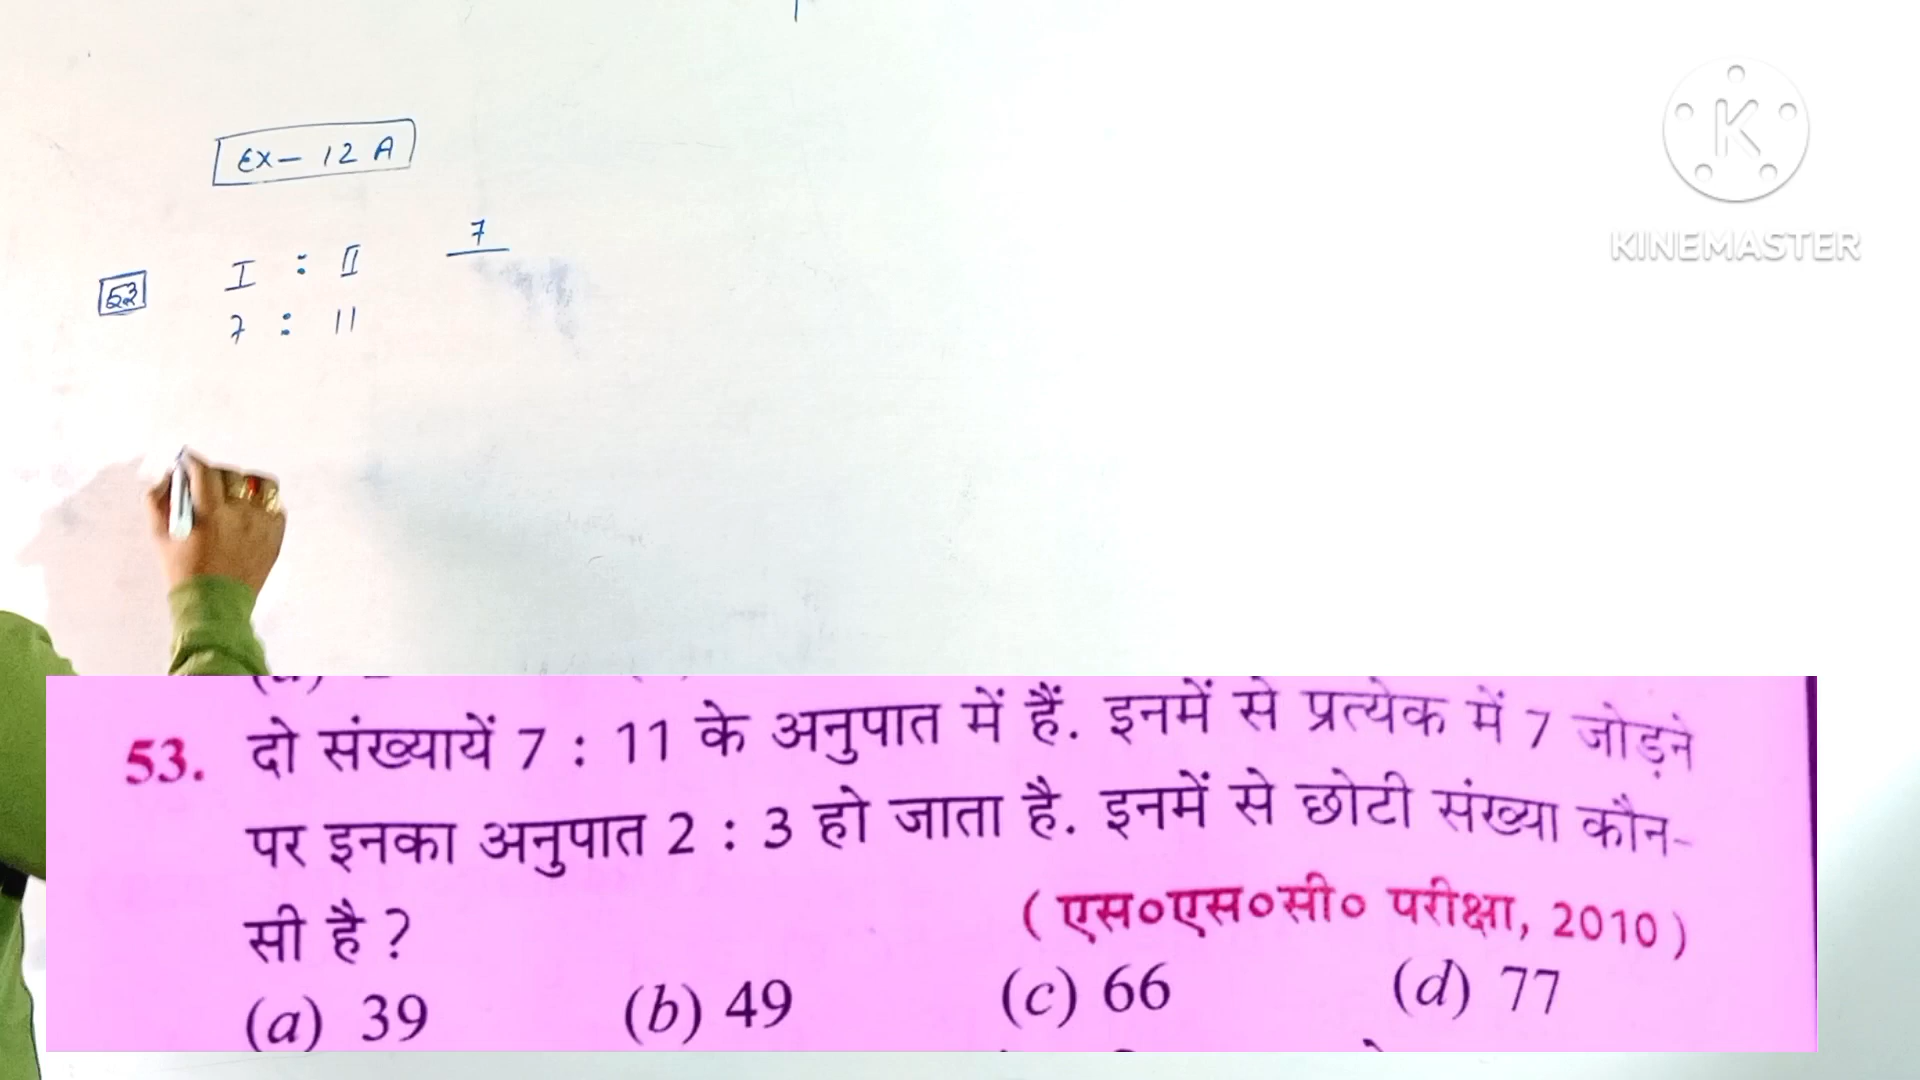 Ex - 12 A
7
I : II
53
7 : 11
K
KINEMASTER
53. दो संख्यायें 7 : 11 के अनुपात में हैं. इनमें से प्रत्येक में 7 जोड़ने
पर इनका अनुपात 2 : 3 हो जाता है. इनमें से छोटी संख्या कौन-
सी है ?
( एस०एस०सी० परीक्षा, 2010 )
(a) 39 (b) 49 (c) 66 (d) 77